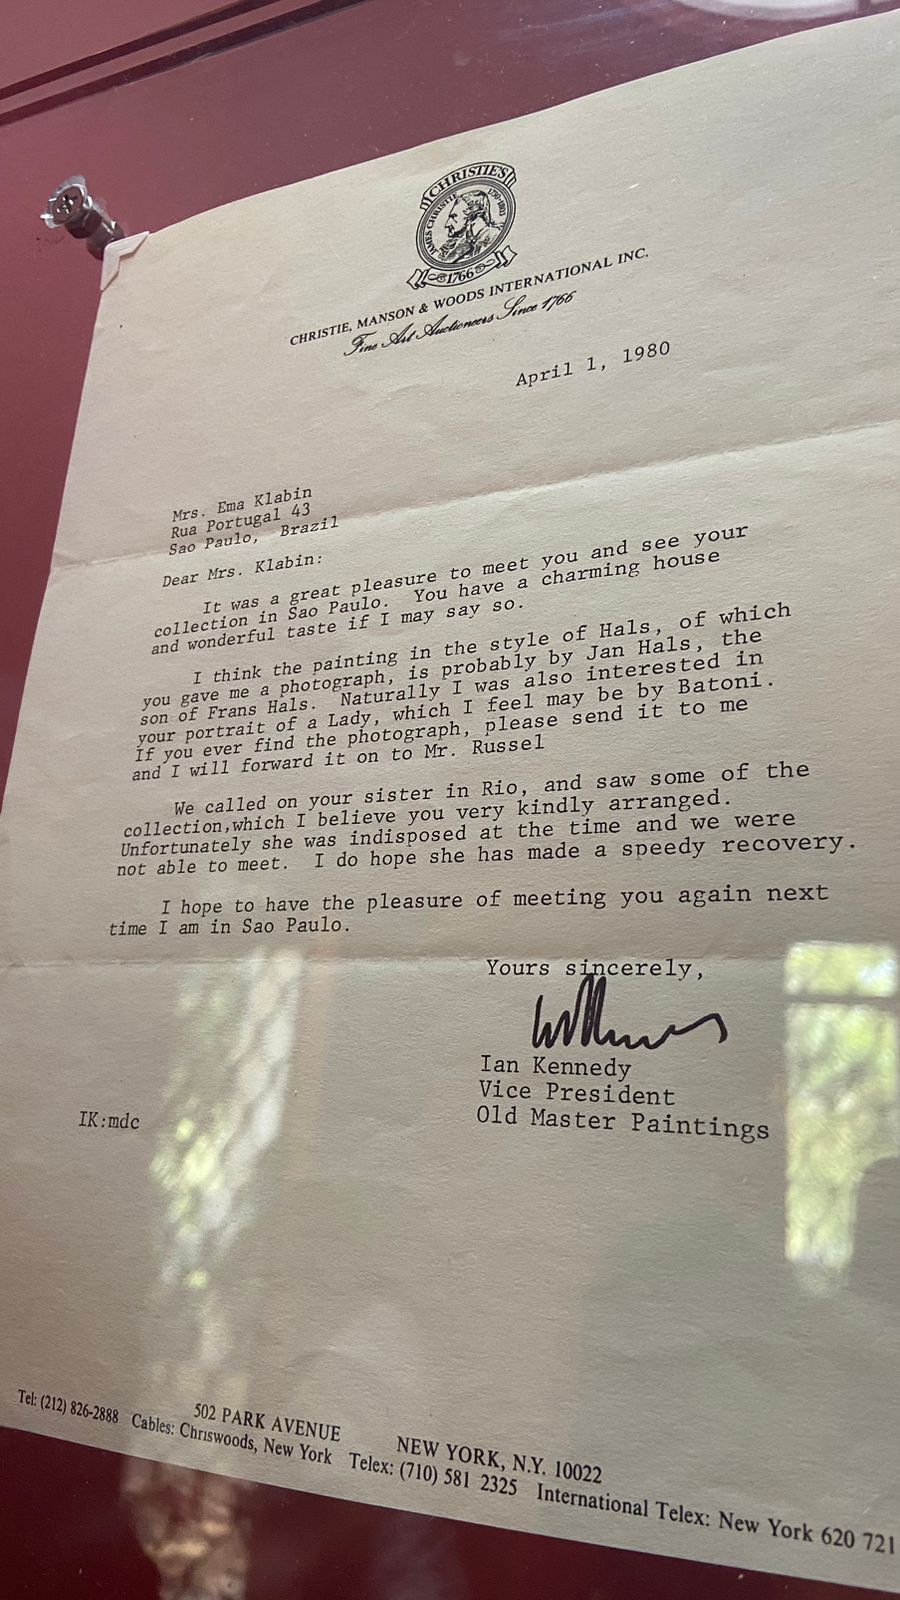 CHRISTIE'S
JAMES CHRISTIE 1730-1803
1766
CHRISTIE, MANSON & WOODS INTERNATIONAL INC.
Fine Art Auctioneers Since 1766
April 1, 1980
Mrs. Ema Klabin
Rua Portugal 43
Sao Paulo, Brazil
Dear Mrs. Klabin:
It was a great pleasure to meet you and see your
collection in Sao Paulo. You have a charming house
and wonderful taste if I may say so.
I think the painting in the style of Hals, of which
you gave me a photograph, is probably by Jan Hals, the
son of Frans Hals. Naturally I was also interested in
your portrait of a Lady, which I feel may be by Batoni.
If you ever find the photograph, please send it to me
and I will forward it on to Mr. Russel
We called on your sister in Rio, and saw some of the
collection,which I believe you very kindly arranged.
Unfortunately she was indisposed at the time and we were
not able to meet. I do hope she has made a speedy recovery.
I hope to have the pleasure of meeting you again next
time I am in Sao Paulo.
Yours sincerely,
Ian Kennedy
Vice President
Old Master Paintings
IK:mdc
502 PARK AVENUE NEW YORK, N.Y. 10022
Tel: (212) 826-2888 Cables: Chriswoods, New York Telex: (710) 581 2325 International Telex: New York 620 721